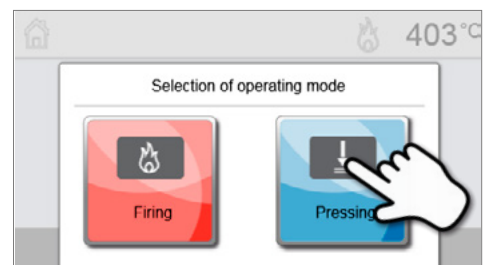 403°C
Selection of operating mode
Firing
Pressing